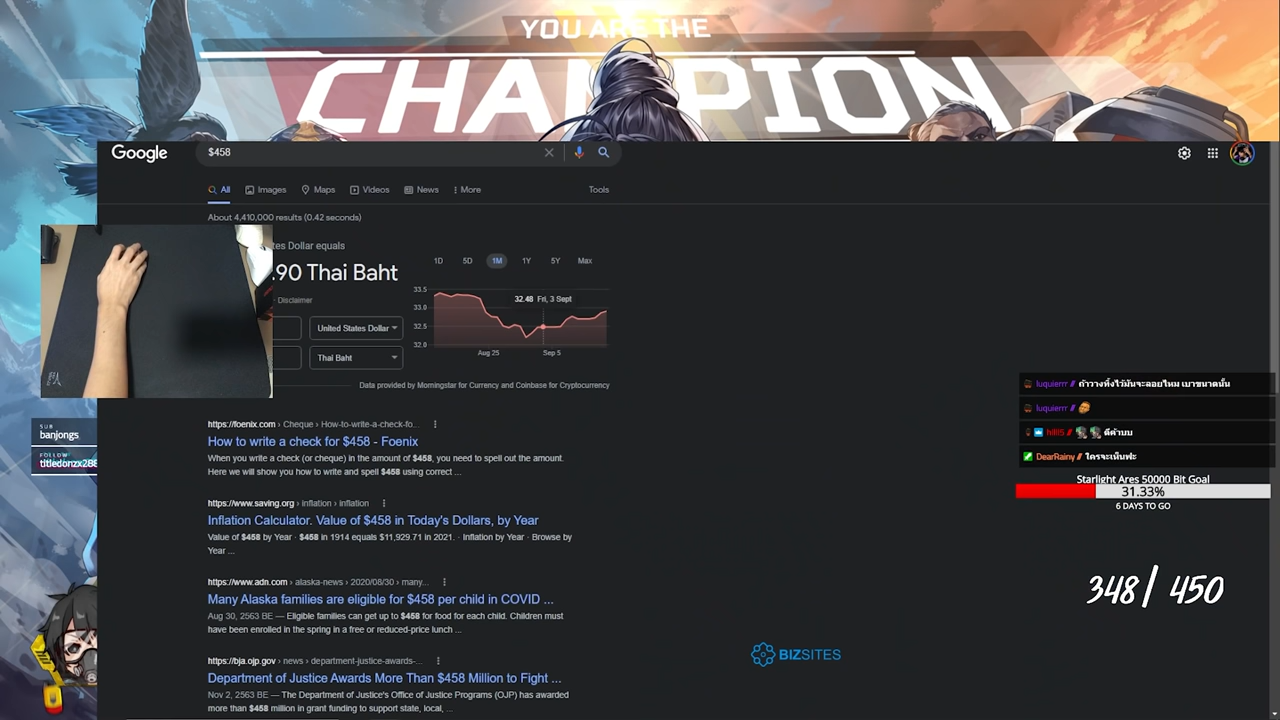 YOU ARE THE
CHAMPION
Google
$458
All
Images
Maps
Videos
News
More
Tools
About 4,410,000 results (0.42 seconds)
tes Dollar equals
.90 Thai Baht
Disclaimer
United States Dollar
Thai Baht
1D 5D 1M 1Y 5Y Max
33.5
33.0
32.5
32.0
32.48 Fri, 3 Sept
Aug 25 Sep 5
Data provided by Morningstar for Currency and Coinbase for Cryptocurrency
https://foenix.com › Cheque › How-to-write-a-check-fo...
How to write a check for $458 - Foenix
When you write a check (or cheque) in the amount of $458, you need to spell out the amount.
Here we will show you how to write and spell $458 using correct ...
https://www.saving.org › inflation › inflation
Inflation Calculator. Value of $458 in Today's Dollars, by Year
Value of $458 by Year · $458 in 1914 equals $11,929.71 in 2021. · Inflation by Year · Browse by
Year ...
https://www.adn.com › alaska-news › 2020/08/30 › many...
Many Alaska families are eligible for $458 per child in COVID ...
Aug 30, 2563 BE — Eligible families can get up to $458 for food for each child. Children must
have been enrolled in the spring in a free or reduced-price lunch ...
https://bja.ojp.gov › news › department-justice-awards-...
Department of Justice Awards More Than $458 Million to Fight ...
Nov 2, 2563 BE — The Department of Justice's Office of Justice Programs (OJP) has awarded
more than $458 million in grant funding to support state, local, ...
SUB
banjongs
FOLLOW
titledonzx288
luquierrr // ถ้าวางทิ้งไว้มันจะลอยไหม เบาขนาดนั้น
luquierrr //
hillil5 // ดีค้าบบ
DearRainy // ใครจะเห็นฟะ
Starlight Ares 50000 Bit Goal
31.33%
6 DAYS TO GO
348/ 450
BIZSITES